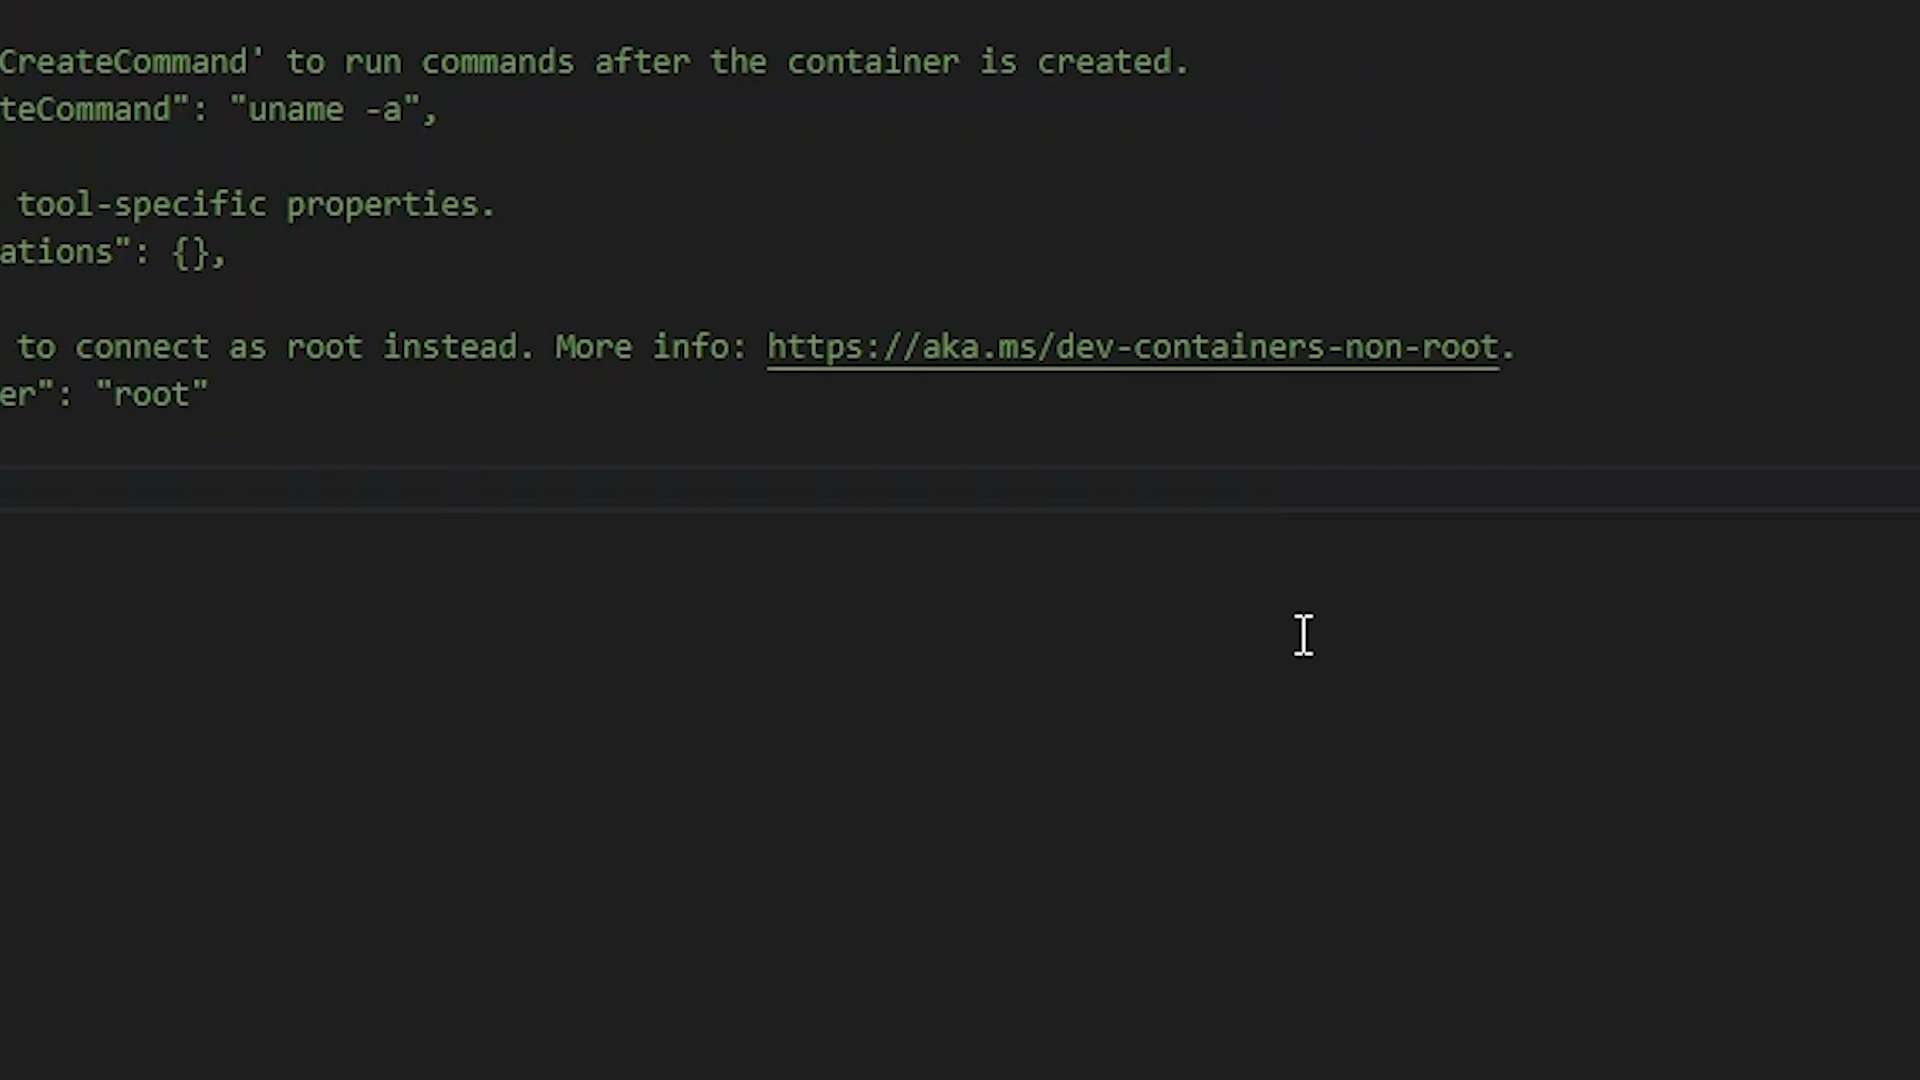 CreateCommand' to run commands after the container is created.
teCommand": "uname -a",
tool-specific properties.
ations": {},
to connect as root instead. More info: https://aka.ms/dev-containers-non-root.
er": "root"